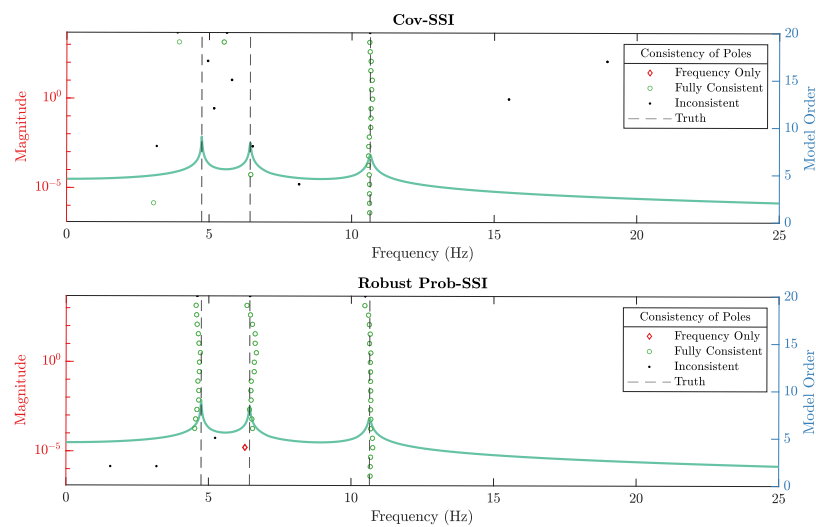 Cov-SSI
Consistency of Poles
Frequency Only
Fully Consistent
Inconsistent
Truth
Magnitude
10^0
10^-5
Model Order
20
15
10
5
0
0 5 10 15 20 25
Frequency (Hz)
Robust Prob-SSI
Consistency of Poles
Frequency Only
Fully Consistent
Inconsistent
Truth
Magnitude
10^0
10^-5
Model Order
20
15
10
5
0
0 5 10 15 20 25
Frequency (Hz)